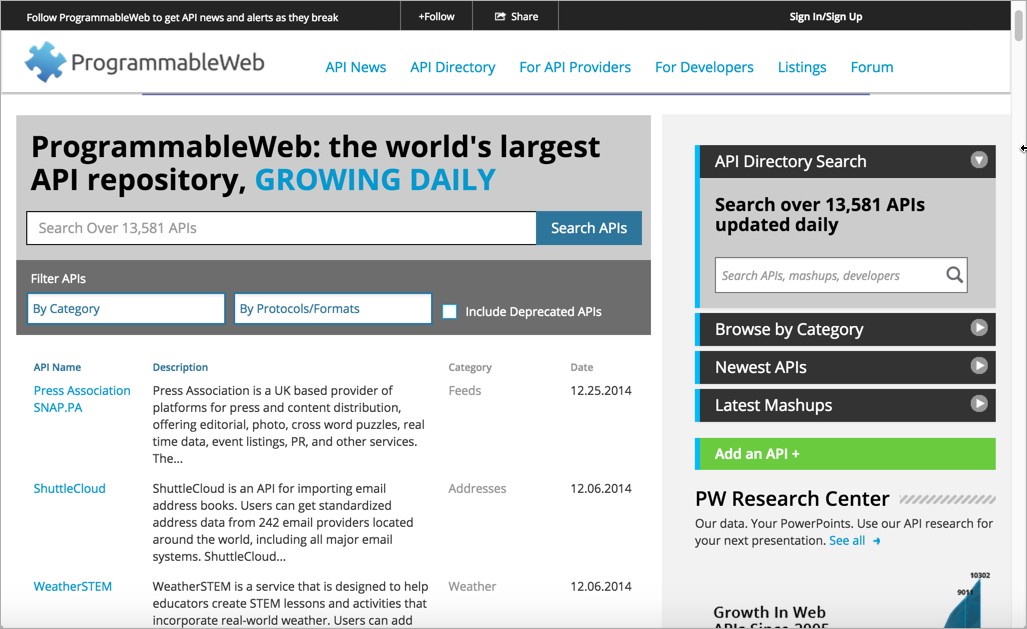 Follow ProgrammableWeb to get API news and alerts as they break
+Follow
Share
Sign In/Sign Up
ProgrammableWeb
API News
API Directory
For API Providers
For Developers
Listings
Forum
ProgrammableWeb: the world's largest
API repository, GROWING DAILY
Search Over 13,581 APIs
Search APIs
Filter APIs
By Category
By Protocols/Formats
Include Deprecated APIs
API Name
Description
Category
Date
Press Association
SNAP.PA
Press Association is a UK based provider of
platforms for press and content distribution,
offering editorial, photo, cross word puzzles, real
time data, event listings, PR, and other services.
The...
Feeds
12.25.2014
ShuttleCloud
ShuttleCloud is an API for importing email
address books. Users can get standardized
address data from 242 email providers located
around the world, including all major email
systems. ShuttleCloud...
Addresses
12.06.2014
WeatherSTEM
WeatherSTEM is a service that is designed to help
educators create STEM lessons and activities that
incorporate real-world weather. Users can add
Weather
12.06.2014
API Directory Search
Search over 13,581 APIs
updated daily
Search APIs, mashups, developers
Browse by Category
Newest APIs
Latest Mashups
Add an API +
PW Research Center
Our data. Your PowerPoints. Use our API research for
your next presentation. See all
10302
9011
Growth In Web
APIs Since 2005